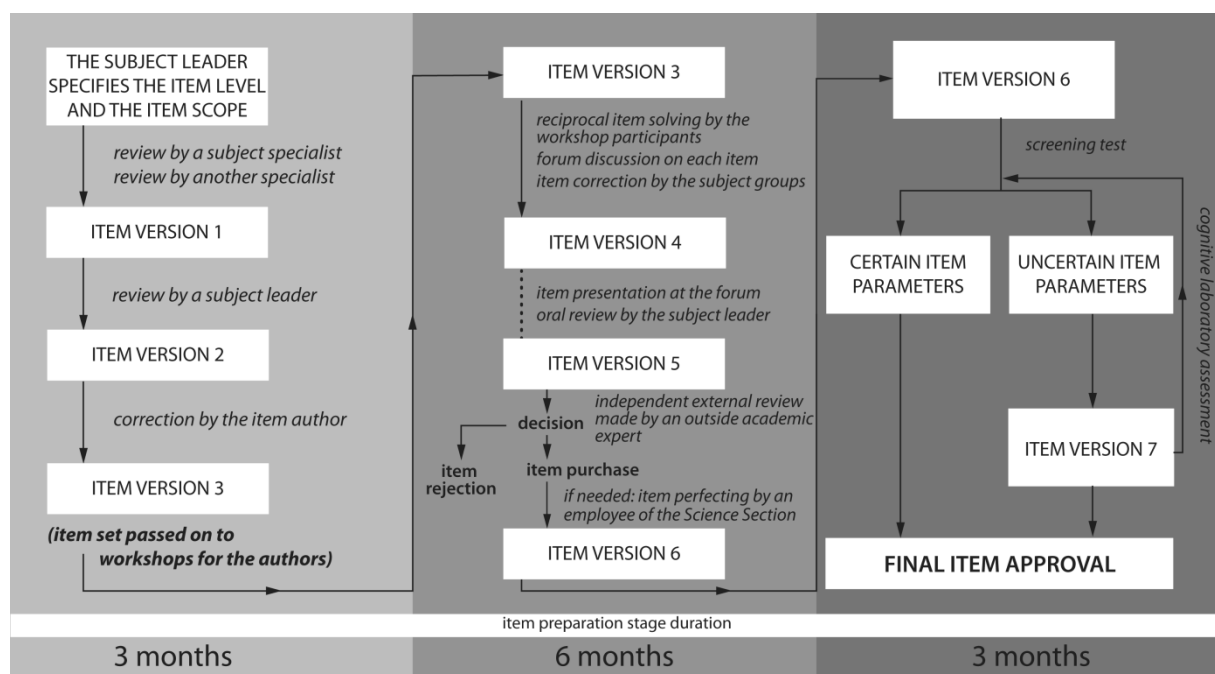 THE SUBJECT LEADER
SPECIFIES THE ITEM LEVEL
AND THE ITEM SCOPE
review by a subject specialist
review by another specialist
ITEM VERSION 1
review by a subject leader
ITEM VERSION 2
correction by the item author
ITEM VERSION 3
(item set passed on to
workshops for the authors)
ITEM VERSION 3
reciprocal item solving by the
workshop participants
forum discussion on each item
item correction by the subject groups
ITEM VERSION 4
item presentation at the forum
oral review by the subject leader
ITEM VERSION 5
independent external review
made by an outside academic
expert
decision
item
rejection
item purchase
if needed: item perfecting by an
employee of the Science Section
ITEM VERSION 6
ITEM VERSION 6
screening test
CERTAIN ITEM
PARAMETERS
UNCERTAIN ITEM
PARAMETERS
cognitive laboratory assessment
ITEM VERSION 7
FINAL ITEM APPROVAL
item preparation stage duration
3 months
6 months
3 months